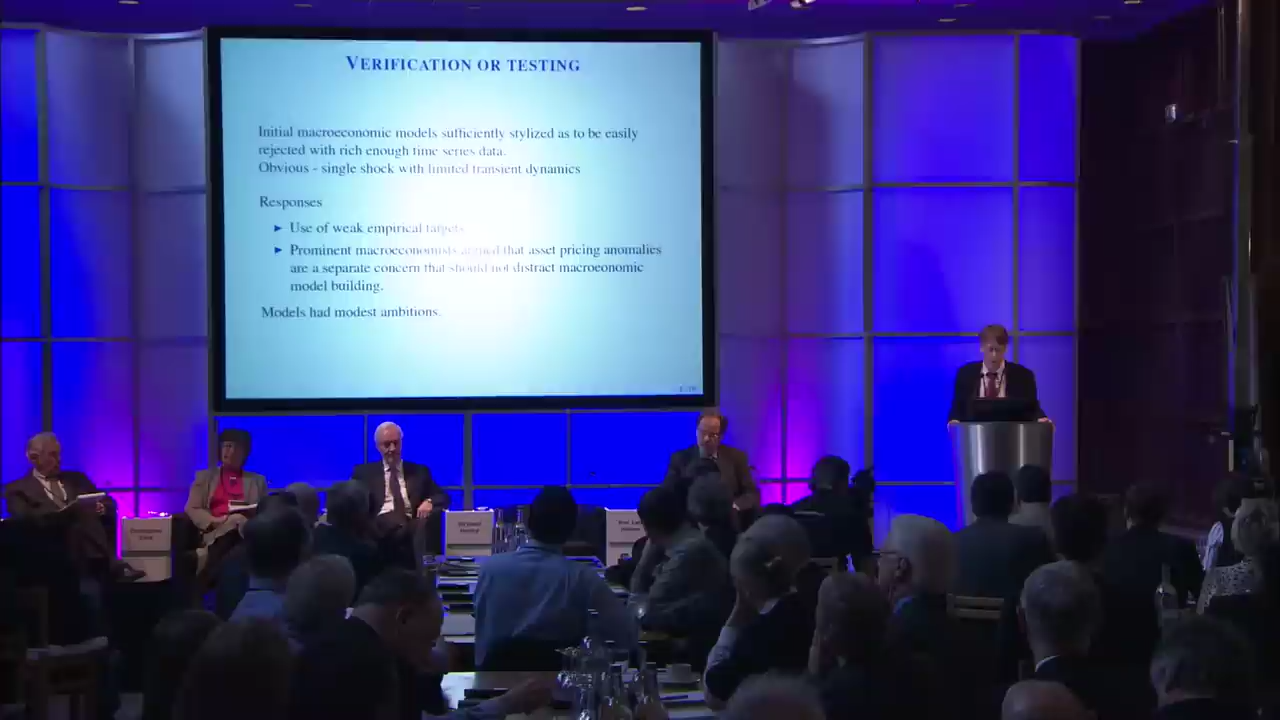 VERIFICATION OR TESTING
Initial macroeconomic models sufficiently stylized as to be easily
rejected with rich enough time series data.
Obvious - single shock with limited transient dynamics
Responses
► Use of weak empirical targets
► Prominent macroeconomists argued that asset pricing anomalies
are a separate concern that should not distract macroeonomic
model building.
Models had modest ambitions.